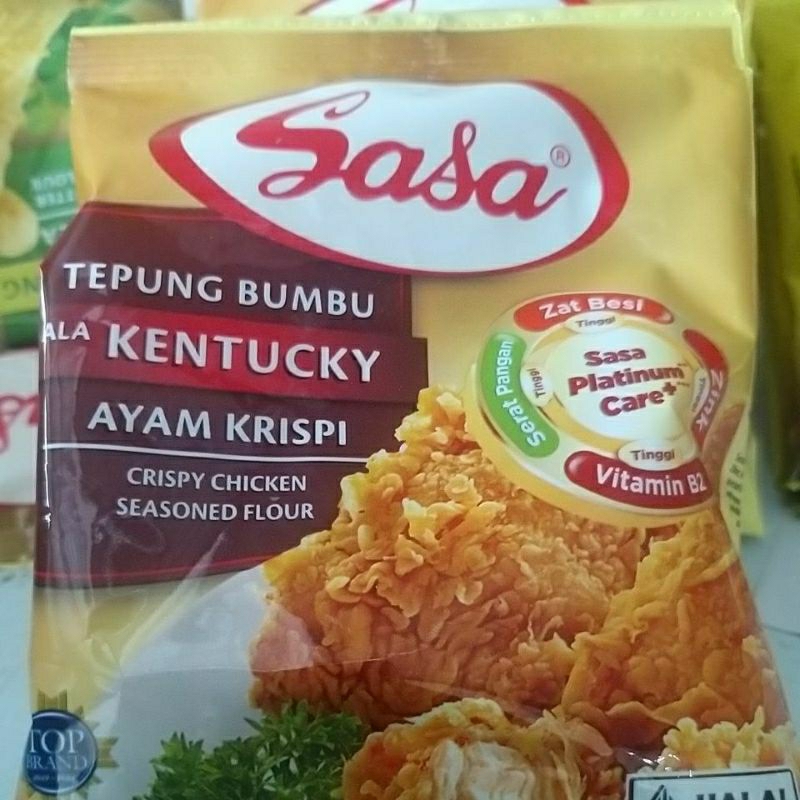 Sasa®
TEPUNG BUMBU
ALA KENTUCKY
AYAM KRISPI
CRISPY CHICKEN
SEASONED FLOUR
Zat Besi
Tinggi
Serat Pangan
Tinggi
Sasa
Platinum
Care+
Zink
Tinggi
Vitamin B2
TOP
BRAND
HALAL